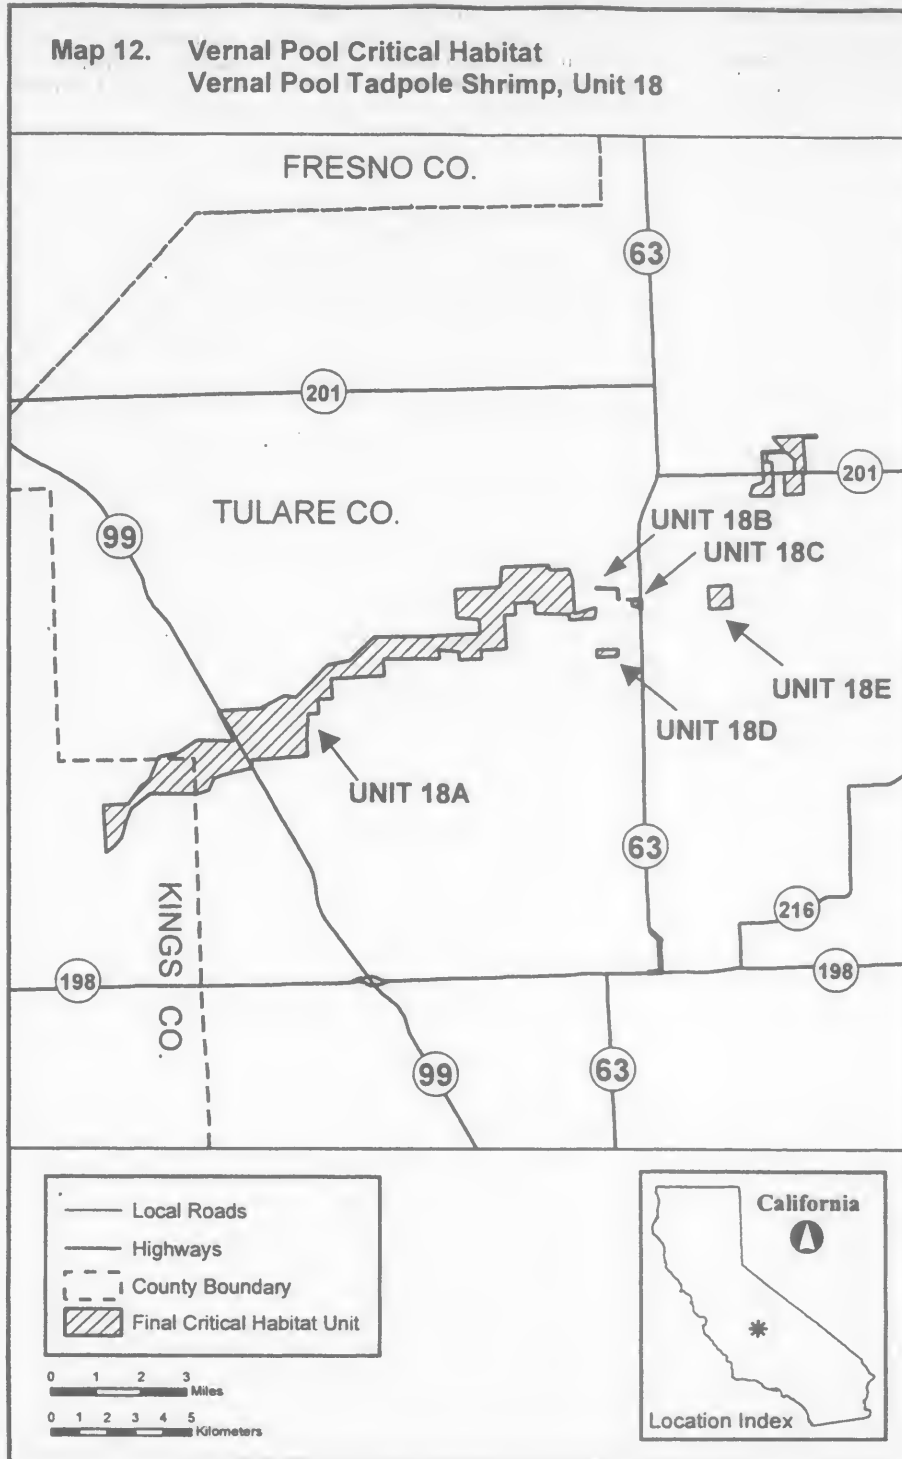 Map 12. Vernal Pool Critical Habitat
Vernal Pool Tadpole Shrimp, Unit 18
FRESNO CO.
63
201
201
TULARE CO.
99
UNIT 18B
UNIT 18C
UNIT 18E
UNIT 18D
UNIT 18A
63
216
KINGS CO.
198
198
99
63
Local Roads
Highways
County Boundary
Final Critical Habitat Unit
0 1 2 3
Miles
0 1 2 3 4 5
Kilometers
California
Location Index